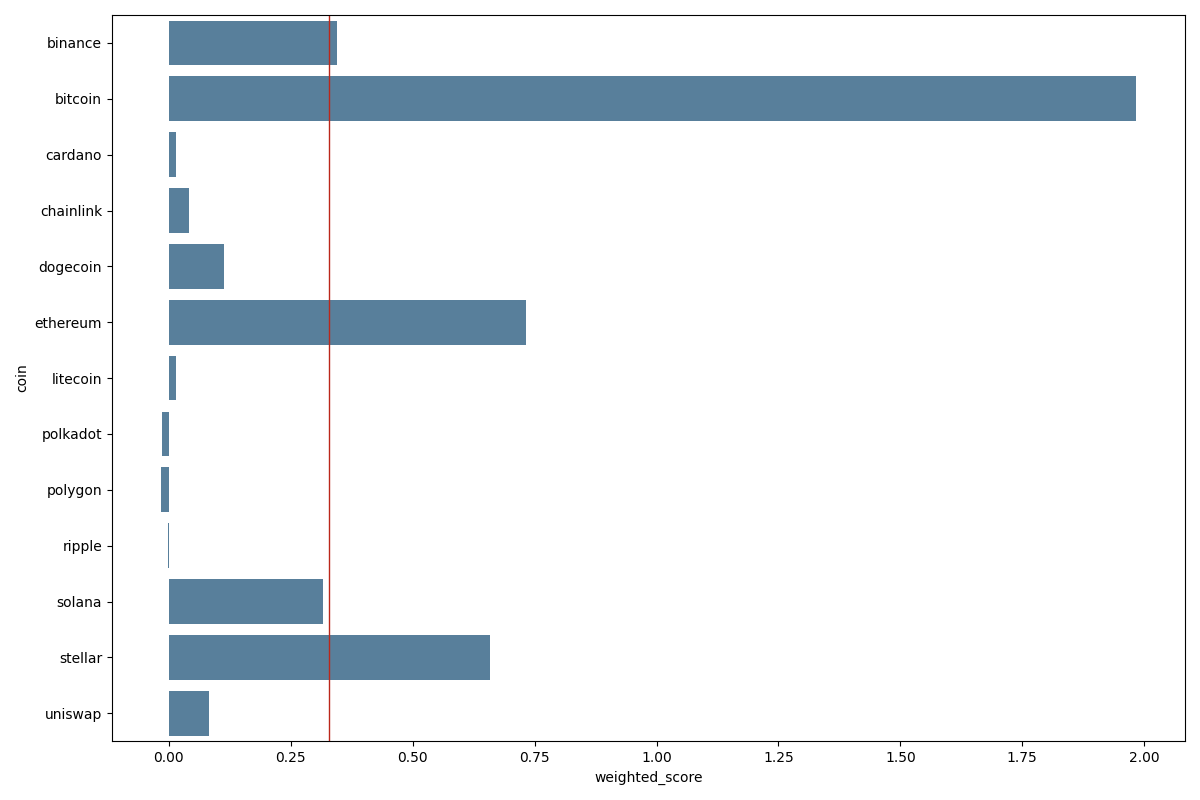 binance
bitcoin
cardano
chainlink
dogecoin
ethereum
litecoin
polkadot
polygon
ripple
solana
stellar
uniswap
coin
0.00 0.25 0.50 0.75 1.00 1.25 1.50 1.75 2.00
weighted_score